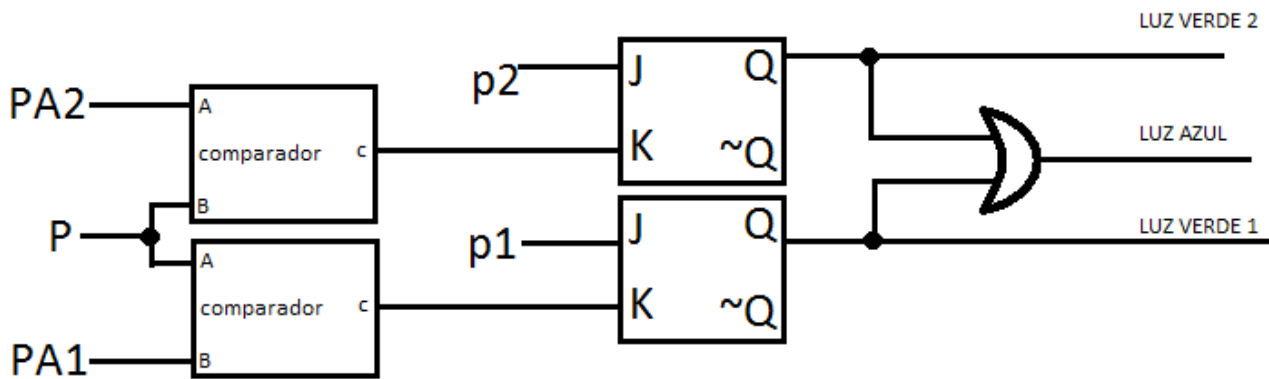 LUZ VERDE 2
PA2
A
comparador
c
B
p2
J
Q
K
~Q
LUZ AZUL
P
A
comparador
c
B
PA1
p1
J
Q
K
~Q
LUZ VERDE 1